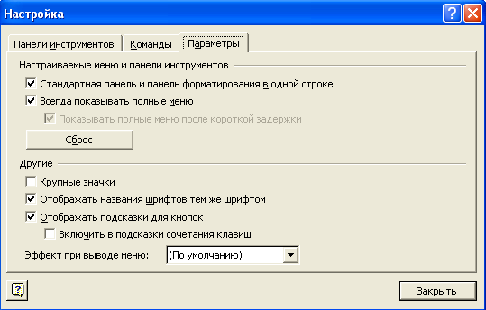 Настройка
Панели инструментов
Команды
Параметры
Настраиваемые меню и панели инструментов
Стандартная панель и панель форматирования в одной строке
Всегда показывать полные меню
Показывать полные меню после короткой задержки
Сброс
Другие
Крупные значки
Отображать названия шрифтов тем же шрифтом
Отображать подсказки для кнопок
Включить в подсказки сочетания клавиш
Эффект при выводе меню: (По умолчанию)
Закрыть